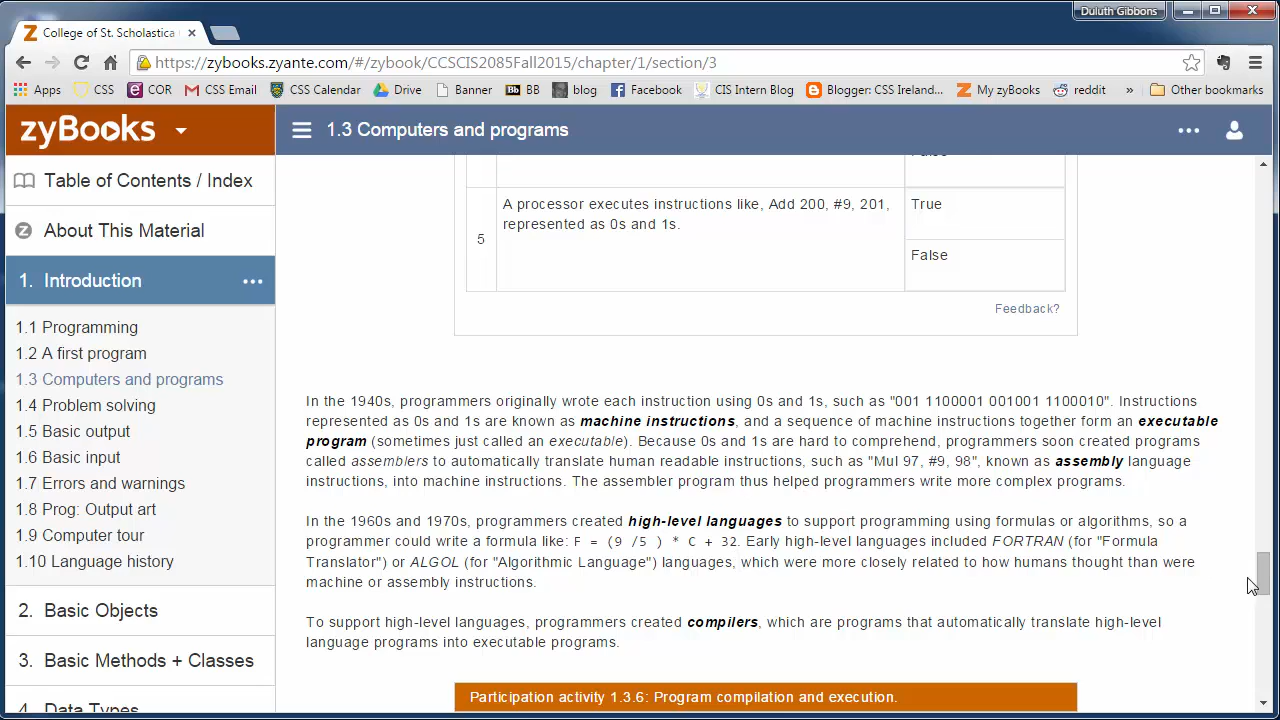 Duluth Gibbons
College of St. Scholastica
https://zybooks.zyante.com/#/zybook/CCSCIS2085Fall2015/chapter/1/section/3
Apps CSS COR CSS Email CSS Calendar Drive Banner Bb BB blog Facebook CIS Intern Blog Blogger: CSS Ireland... My zyBooks reddit » Other bookmarks
zyBooks
1.3 Computers and programs
Table of Contents / Index
About This Material
1. Introduction
1.1 Programming
1.2 A first program
1.3 Computers and programs
1.4 Problem solving
1.5 Basic output
1.6 Basic input
1.7 Errors and warnings
1.8 Prog: Output art
1.9 Computer tour
1.10 Language history
2. Basic Objects
3. Basic Methods + Classes
4. Data Types
False
5
A processor executes instructions like, Add 200, #9, 201,
represented as 0s and 1s.
True
False
Feedback?
In the 1940s, programmers originally wrote each instruction using 0s and 1s, such as "001 1100001 001001 1100010". Instructions
represented as 0s and 1s are known as machine instructions, and a sequence of machine instructions together form an executable
program (sometimes just called an executable). Because 0s and 1s are hard to comprehend, programmers soon created programs
called assemblers to automatically translate human readable instructions, such as "Mul 97, #9, 98", known as assembly language
instructions, into machine instructions. The assembler program thus helped programmers write more complex programs.
In the 1960s and 1970s, programmers created high-level languages to support programming using formulas or algorithms, so a
programmer could write a formula like: F = (9 /5 ) * C + 32. Early high-level languages included FORTRAN (for "Formula
Translator") or ALGOL (for "Algorithmic Language") languages, which were more closely related to how humans thought than were
machine or assembly instructions.
To support high-level languages, programmers created compilers, which are programs that automatically translate high-level
language programs into executable programs.
Participation activity 1.3.6: Program compilation and execution.